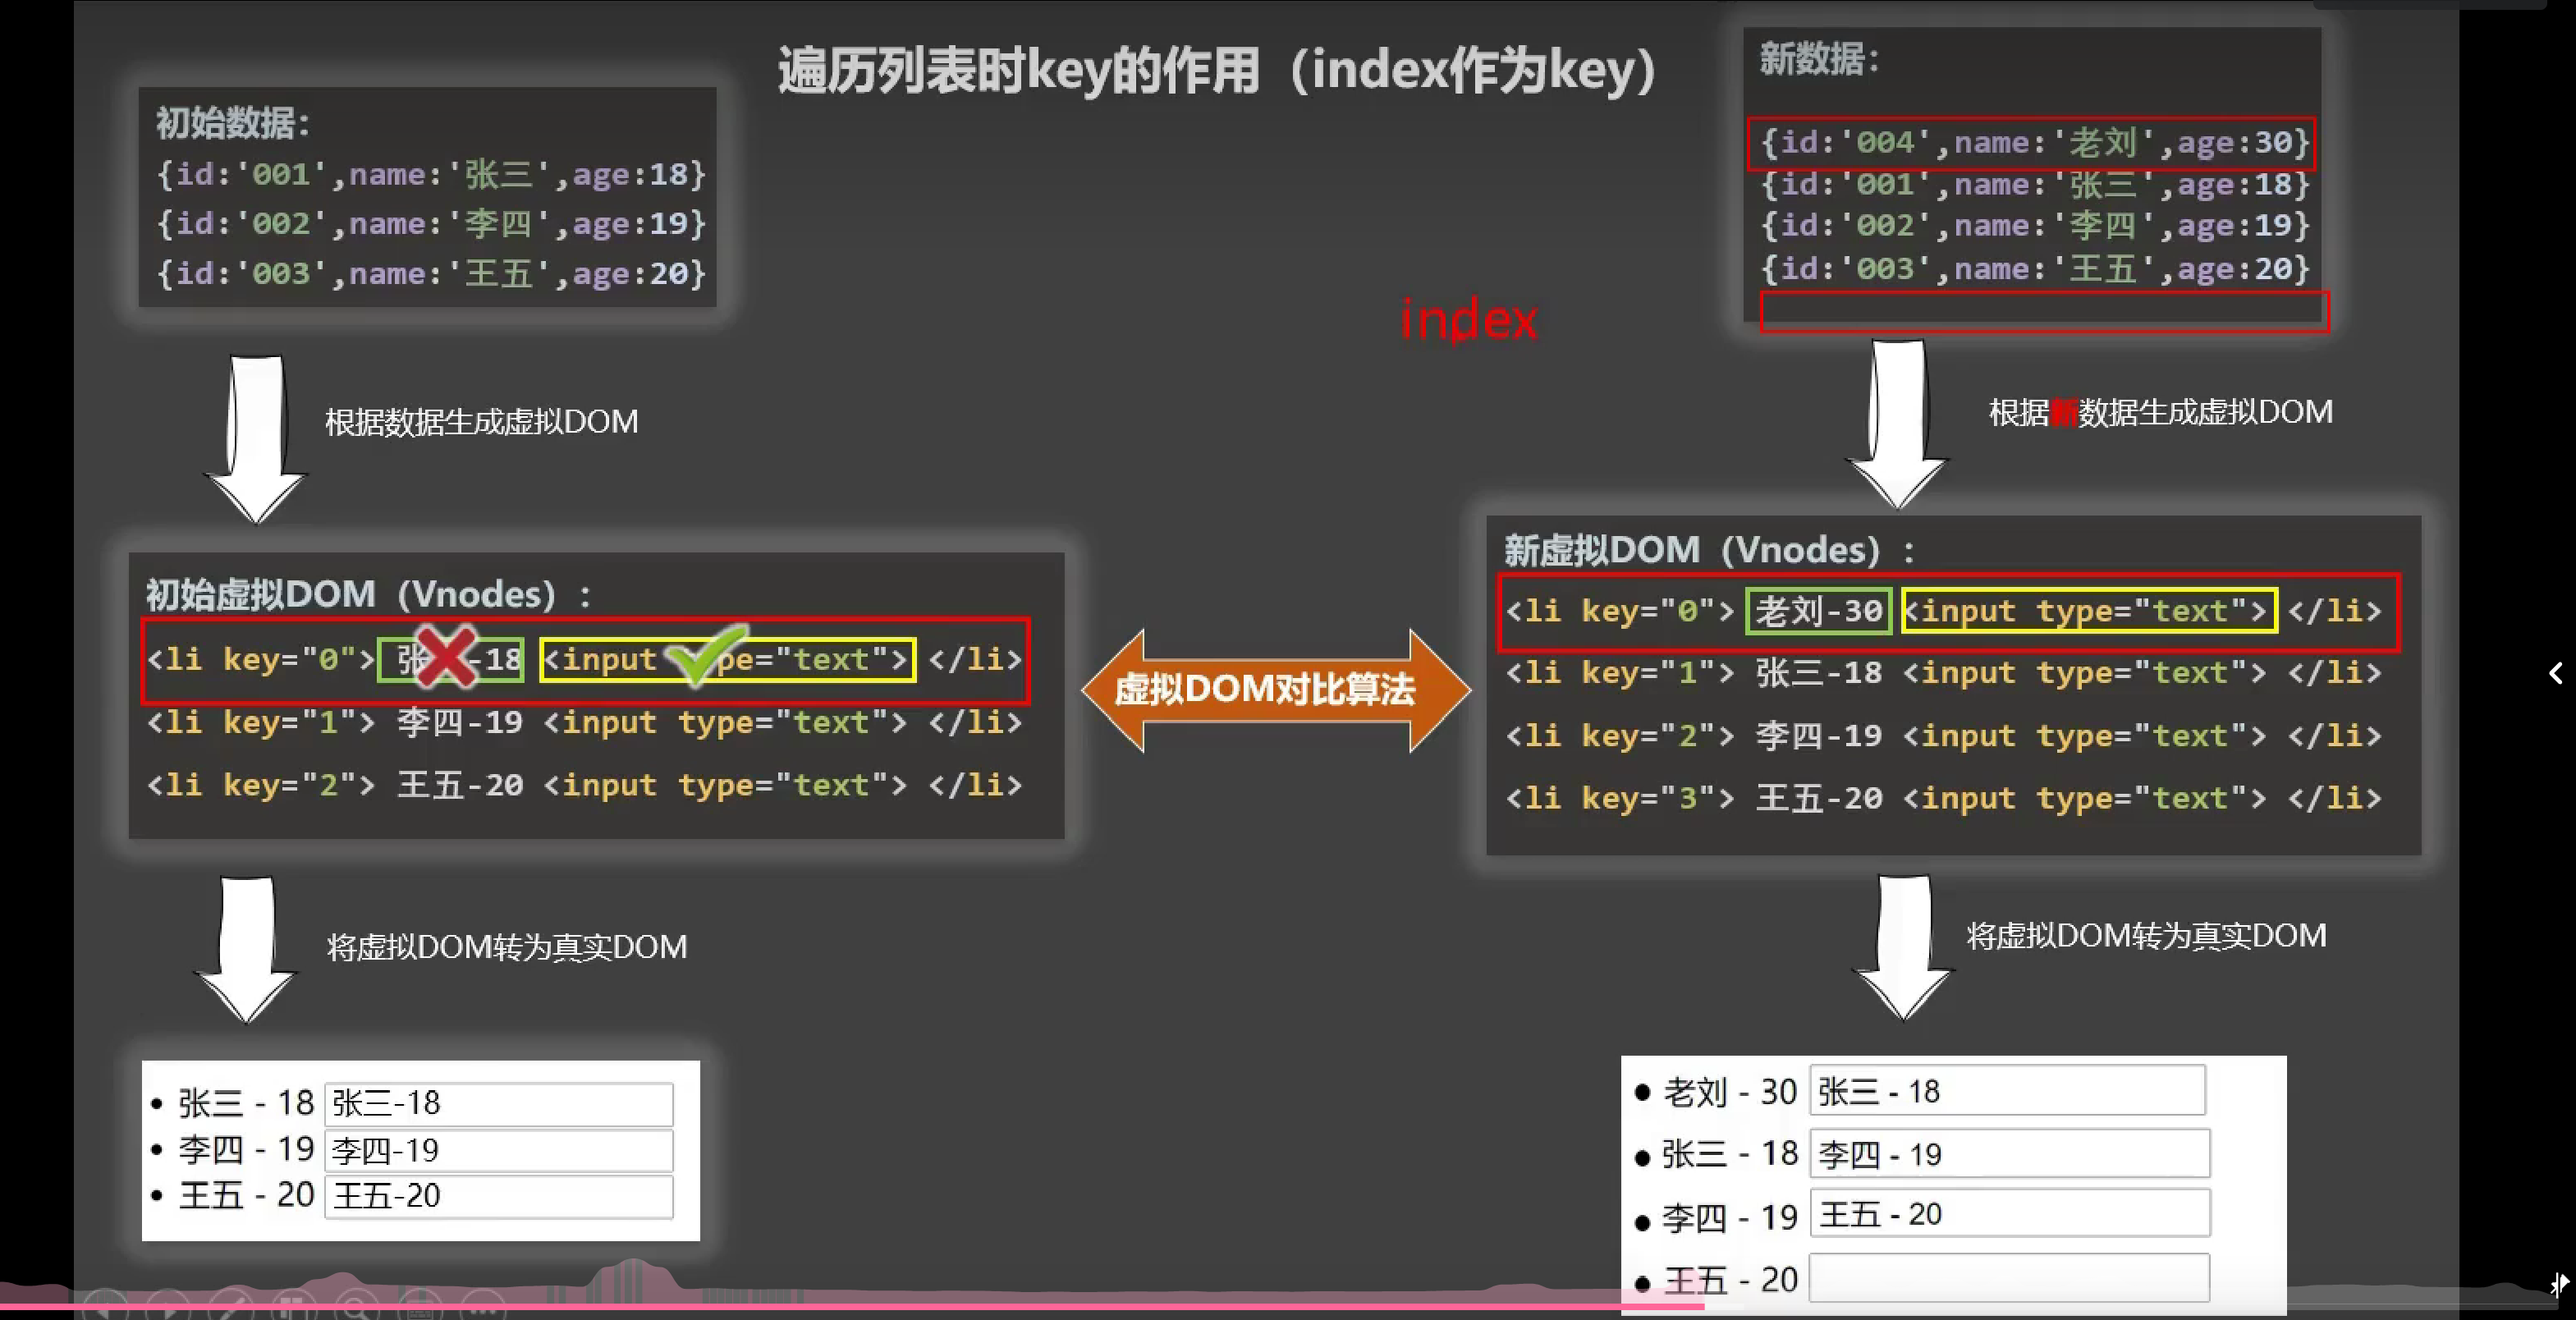 遍历列表时key的作用（index作为key）
初始数据：
{id:'001',name:'张三',age:18}
{id:'002',name:'李四',age:19}
{id:'003',name:'王五',age:20}
新数据：
{id:'004',name:'老刘',age:30}
{id:'001',name:'张三',age:18}
{id:'002',name:'李四',age:19}
{id:'003',name:'王五',age:20}
index
根据数据生成虚拟DOM
根据新数据生成虚拟DOM
初始虚拟DOM（Vnodes）：
<li key="0"> 张 -18 <input type="text"> </li>
<li key="1"> 李四-19 <input type="text"> </li>
<li key="2"> 王五-20 <input type="text"> </li>
虚拟DOM对比算法
新虚拟DOM（Vnodes）：
<li key="0"> 老刘-30 <input type="text"> </li>
<li key="1"> 张三-18 <input type="text"> </li>
<li key="2"> 李四-19 <input type="text"> </li>
<li key="3"> 王五-20 <input type="text"> </li>
将虚拟DOM转为真实DOM
将虚拟DOM转为真实DOM
• 张三 - 18 张三-18
• 李四 - 19 李四-19
• 王五 - 20 王五-20
• 老刘 - 30 张三 - 18
• 张三 - 18 李四 - 19
• 李四 - 19 王五 - 20
• 王五 - 20